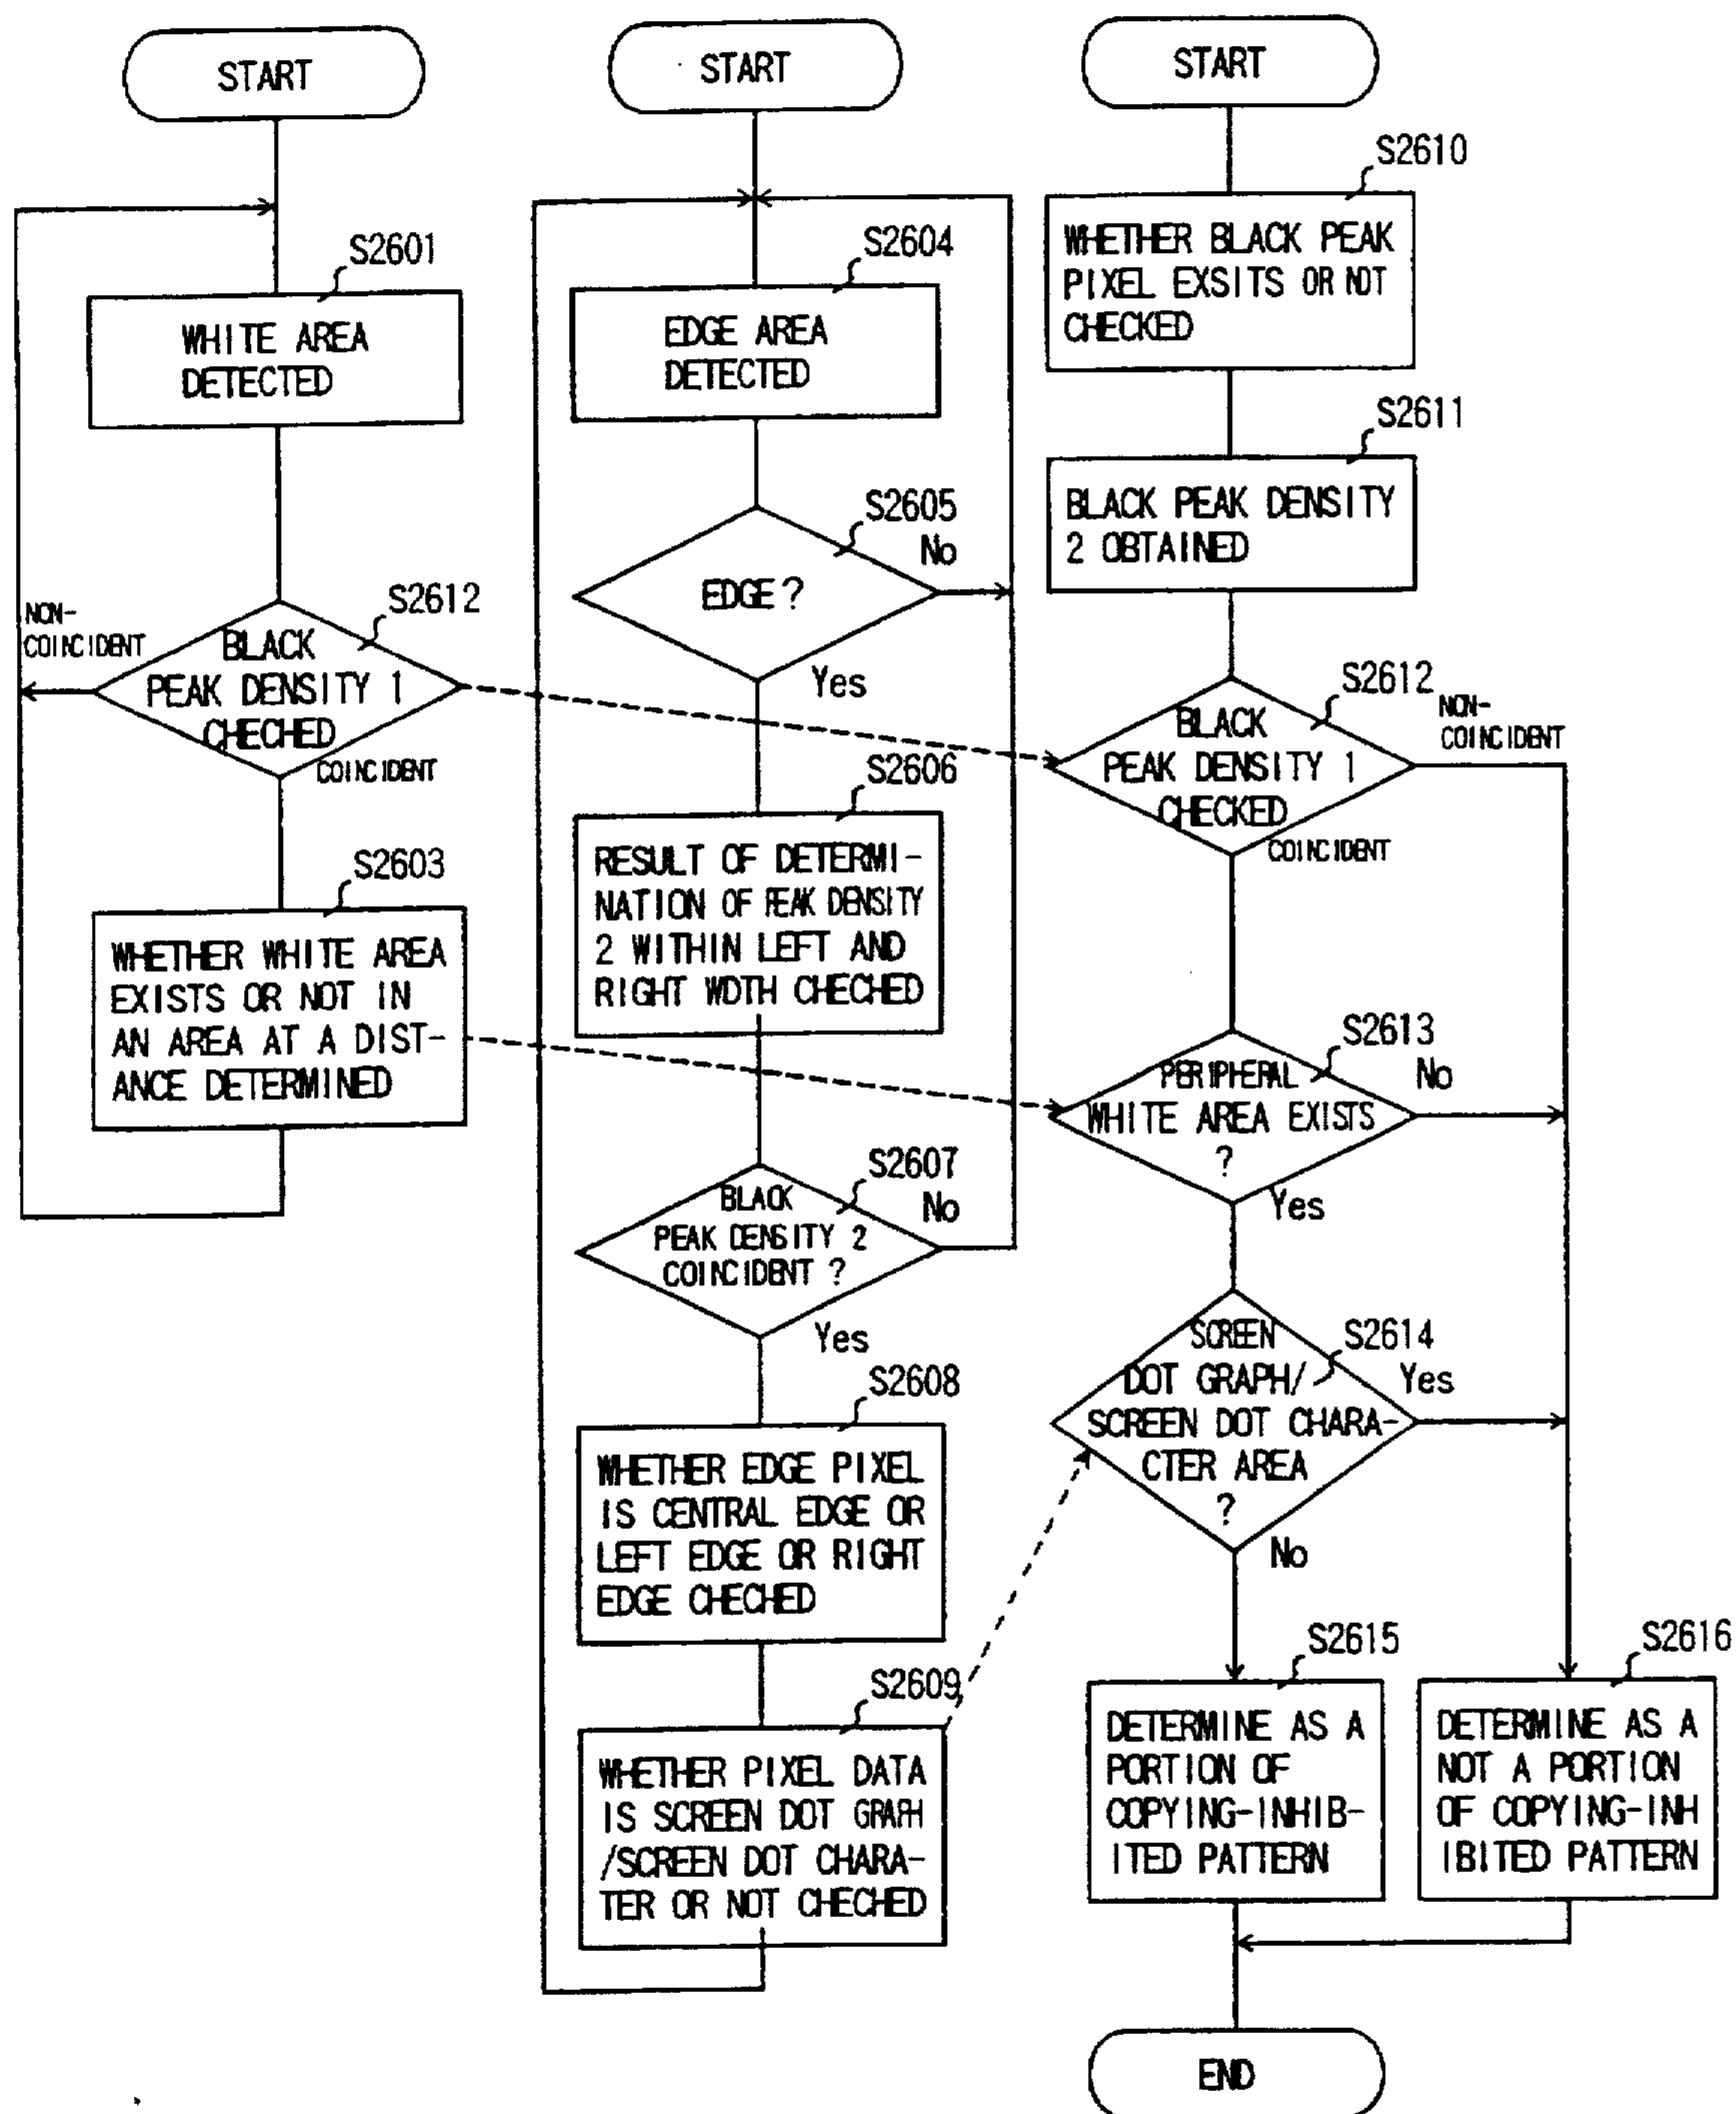 START
S2601
WHITE AREA
DETECTED
S2612
NON-
COINCIDENT
BLACK
PEAK DENSITY 1
CHECHED
COINCIDENT
S2603
WHETHER WHITE AREA
EXISTS OR NOT IN
AN AREA AT A DIST-
ANCE DETERMINED
START
S2604
EDGE AREA
DETECTED
S2605
No
EDGE?
Yes
S2606
RESULT OF DETERMI-
NATION OF PEAK DENSITY
2 WITHIN LEFT AND
RIGHT WDTH CHECHED
S2607
No
BLACK
PEAK DENSITY 2
COINCIDENT ?
Yes
S2608
WHETHER EDGE PIXEL
IS CENTRAL EDGE OR
LEFT EDGE OR RIGHT
EDGE CHECHED
S2609
WHETHER PIXEL DATA
IS SCREEN DOT GRAPH
/SCREEN DOT CHARA-
TER OR NOT CHECHED
START
S2610
WHETHER BLACK PEAK
PIXEL EXSITS OR NOT
CHECKED
S2611
BLACK PEAK DENSITY
2 OBTAINED
S2612
NON-
COINCIDENT
BLACK
PEAK DENSITY 1
CHECKED
COINCIDENT
S2613
No
PERIPHERAL
WHITE AREA EXISTS
?
Yes
S2614
Yes
SCREEN
DOT GRAPH/
SCREEN DOT CHARA-
CTER AREA
?
No
S2615
DETERMINE AS A
PORTION OF
COPYING-INHIB-
ITED PATTERN
S2616
DETERMINE AS A
NOT A PORTION
OF COPYING-INH
IBITED PATTERN
END